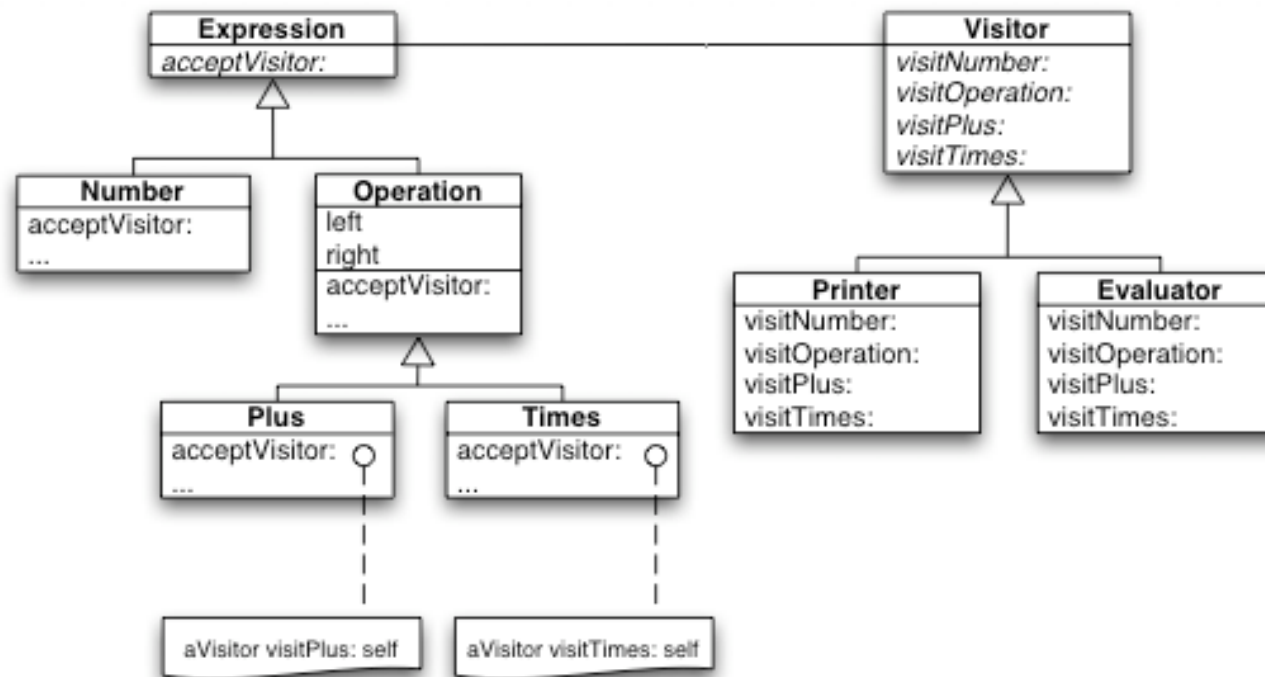 Expression
acceptVisitor:
Visitor
visitNumber:
visitOperation:
visitPlus:
visitTimes:
Number
acceptVisitor:
...
Operation
left
right
acceptVisitor:
...
Plus
acceptVisitor:
...
Times
acceptVisitor:
...
Printer
visitNumber:
visitOperation:
visitPlus:
visitTimes:
Evaluator
visitNumber:
visitOperation:
visitPlus:
visitTimes:
aVisitor visitPlus: self
aVisitor visitTimes: self